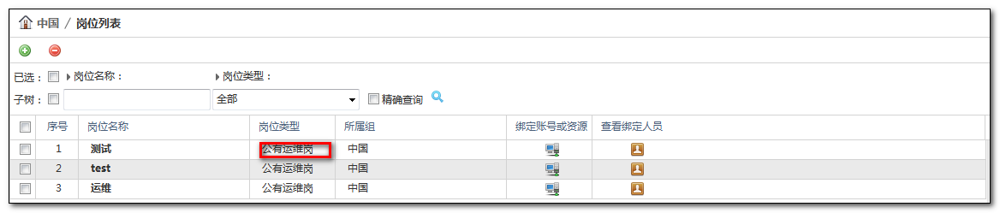 中国 / 岗位列表
已选： 岗位名称： 岗位类型：
子树： 全部 精确查询
序号 岗位名称 岗位类型 所属组 绑定账号或资源 查看绑定人员
1 测试 公有运维岗 中国
2 test 公有运维岗 中国
3 运维 公有运维岗 中国